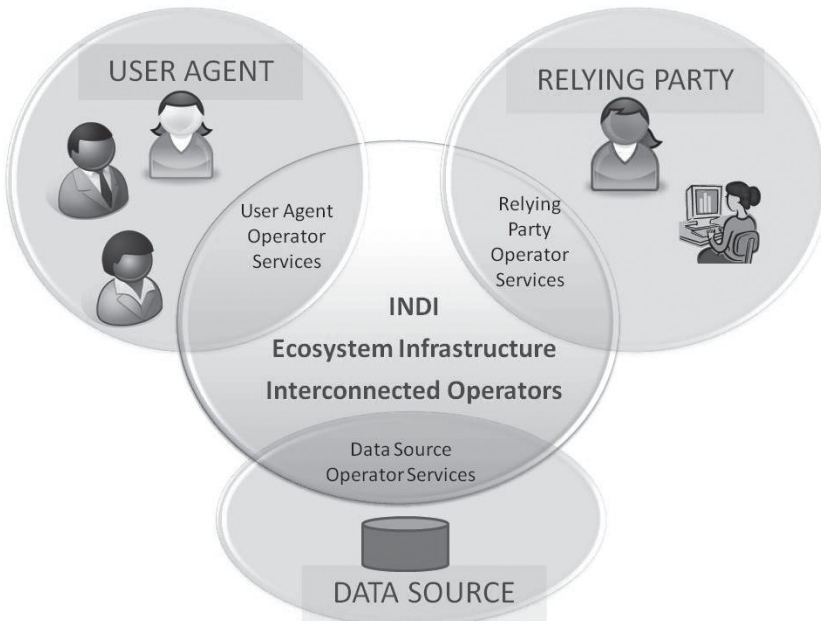 USER AGENT
RELYING PARTY
User Agent
Operator
Services
Relying
Party
Operator
Services
INDI
Ecosystem Infrastructure
Interconnected Operators
Data Source
Operator Services
DATA SOURCE